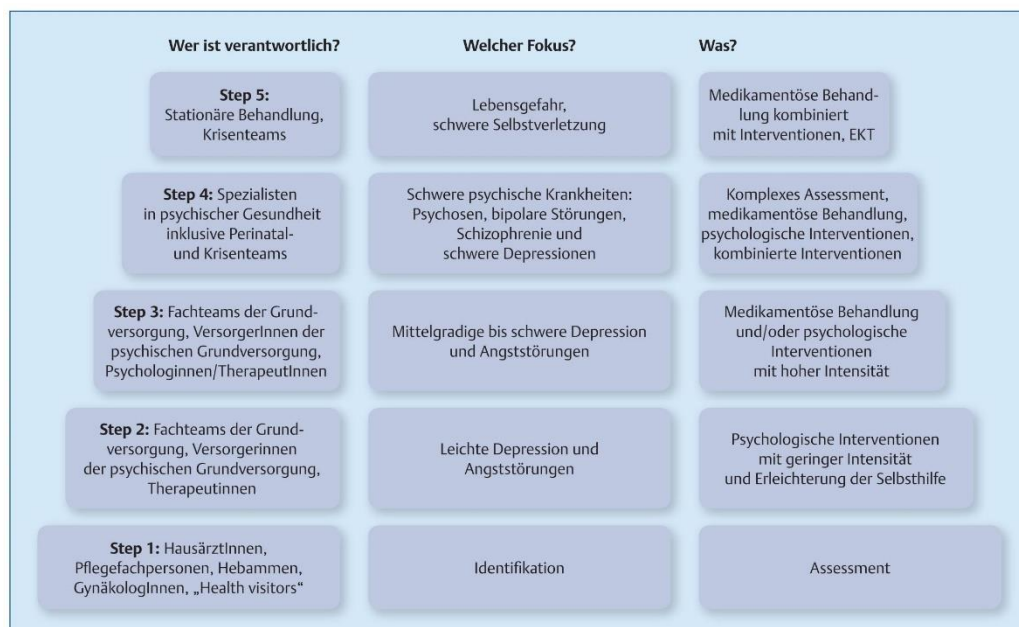 Wer ist verantwortlich?
Welcher Fokus?
Was?
Step 5:
Stationäre Behandlung,
Krisenteams
Lebensgefahr,
schwere Selbstverletzung
Medikamentöse Behand-
lung kombiniert
mit Interventionen, EKT
Step 4: Spezialisten
in psychischer Gesundheit
inklusive Perinatal-
und Krisenteams
Schwere psychische Krankheiten:
Psychosen, bipolare Störungen,
Schizophrenie und
schwere Depressionen
Komplexes Assessment,
medikamentöse Behandlung,
psychologische Interventionen,
kombinierte Interventionen
Step 3: Fachteams der Grund-
versorgung, VersorgerInnen der
psychischen Grundversorgung,
Psychologinnen/TherapeutInnen
Mittelgradige bis schwere Depression
und Angststörungen
Medikamentöse Behandlung
und/oder psychologische
Interventionen
mit hoher Intensität
Step 2: Fachteams der Grund-
versorgung, Versorgerinnen
der psychischen Grundversorgung,
Therapeutinnen
Leichte Depression und
Angststörungen
Psychologische Interventionen
mit geringer Intensität
und Erleichterung der Selbsthilfe
Step 1: HausärztInnen,
Pflegefachpersonen, Hebammen,
GynäkologInnen, „Health visitors“
Identifikation
Assessment